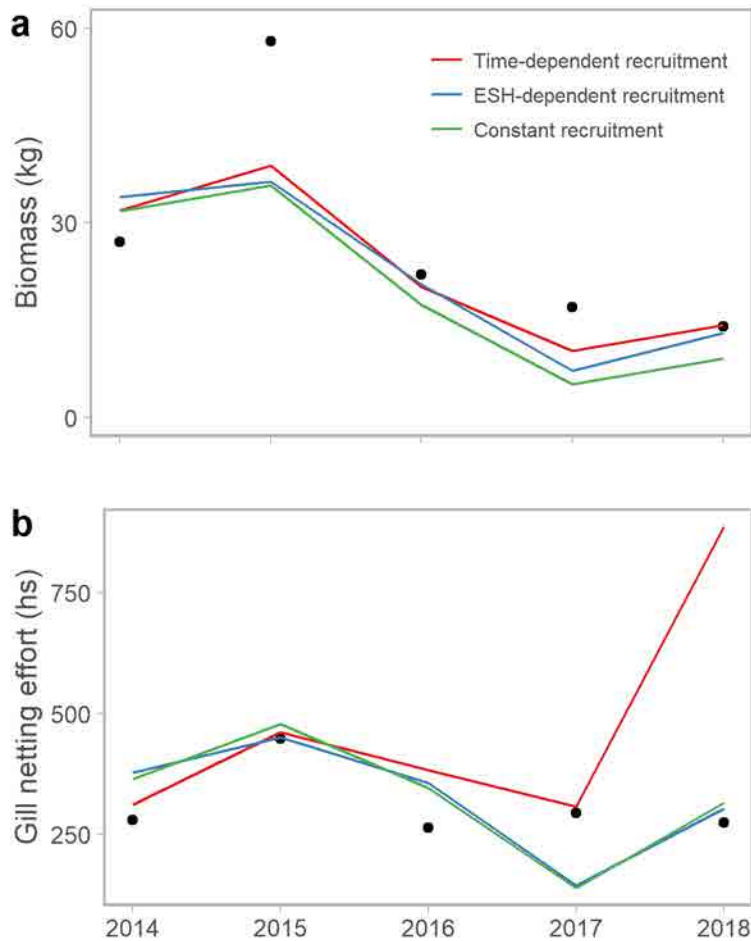 a
60
30
0
Biomass (kg)
Time-dependent recruitment
ESH-dependent recruitment
Constant recruitment
b
750
500
250
Gill netting effort (hs)
2014 2015 2016 2017 2018